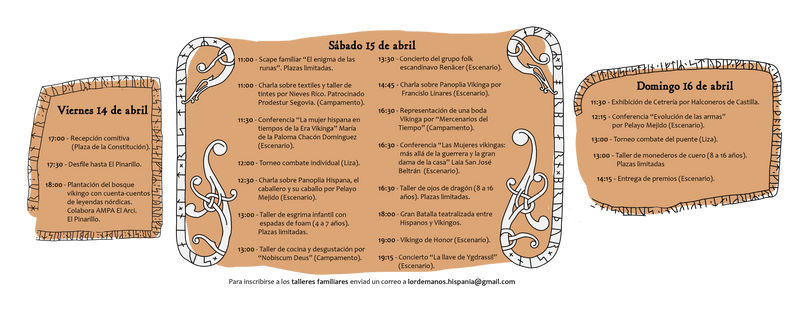 Viernes 14 de abril
17:00 - Recepción comitiva
(Plaza de la Constitución).
17:30 - Desfile hasta El Pinarillo.
18:00 - Plantación del bosque
vikingo con cuenta-cuentos
de leyendas nórdicas.
Colabora AMPA El Arci.
El Pinarillo.
Sábado 15 de abril
11:00 - Scape familiar “El enigma de las
runas”. Plazas limitadas.
11:00 - Charla sobre textiles y taller de
tintes por Nieves Rico. Patrocinado
Prodestur Segovia. (Campamento).
11:30 - Conferencia “La mujer hispana en
tiempos de la Era Vikinga” María
de la Paloma Chacón Domínguez
(Escenario).
12:00 - Torneo combate individual (Liza).
12:30 - Charla sobre Panoplia Hispana, el
caballero y su caballo por Pelayo
Mejido (Escenario).
13:00 - Taller de esgrima infantil con
espadas de foam (4 a 7 años).
Plazas limitadas.
13:00 - Taller de cocina y desgustación por
“Nobiscum Deus” (Campamento).
13:30 - Concierto del grupo folk
escandinavo Renäcer (Escenario).
14:45 - Charla sobre Panoplia Vikinga por
Francisko Linares (Escenario).
16:30 - Representación de una boda
Vikinga por “Mercenarios del
Tiempo” (Campamento).
16:30 - Conferencia “Las Mujeres vikingas:
más allá de la guerrera y la gran
dama de la casa” Laia San José
Beltrán (Escenario).
16:30 - Taller de ojos de dragón (8 a 16
años). Plazas limitadas.
18:00 - Gran Batalla teatralizada entre
Hispanos y Vikingos.
19:00 - Vikingo de Honor (Escenario).
19:15 - Concierto “La llave de Ygdrassil”
(Escenario).
Domingo 16 de abril
11:30 - Exhibición de Cetrería por Halconeros de Castilla.
12:15 - Conferencia “Evolución de las armas”
por Pelayo Mejido (Escenario).
13:00 - Torneo combate del puente (Liza).
13:00 - Taller de monederos de cuero (8 a 16 años).
Plazas limitadas
14:15 - Entrega de premios (Escenario).
Para inscribirse a los talleres familiares enviad un correo a lordemanos.hispania@gmail.com